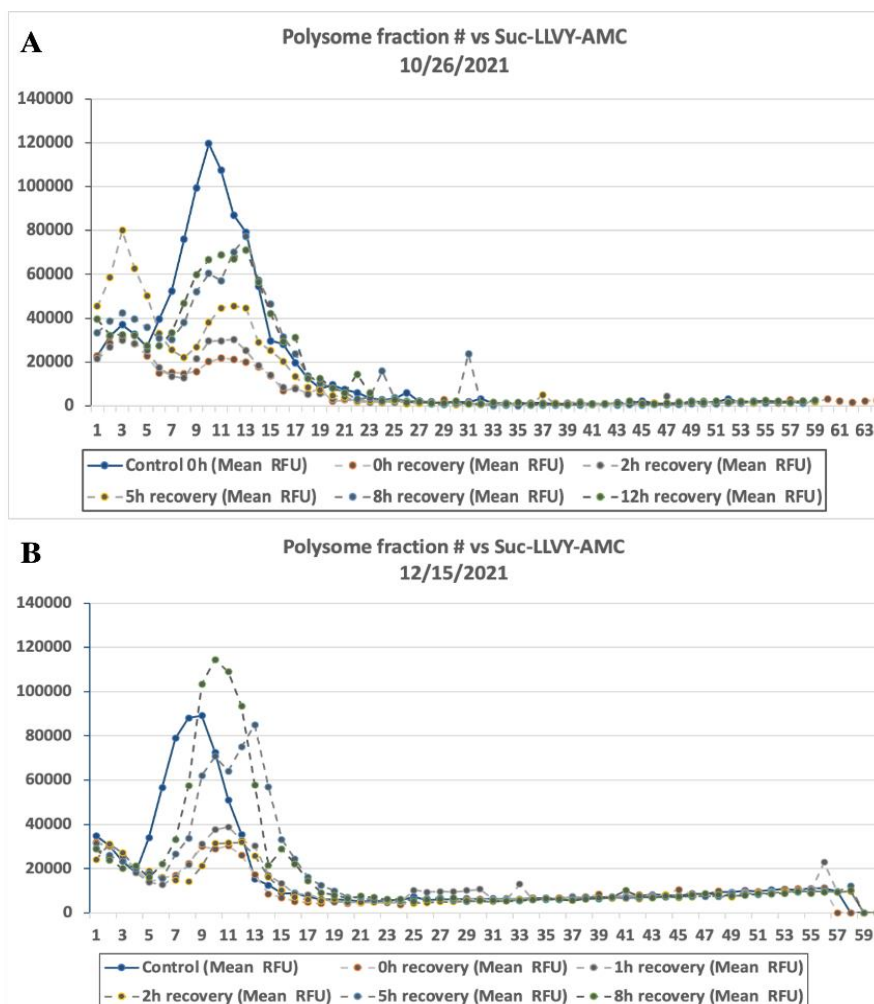 A
Polysome fraction # vs Suc-LLVY-AMC
10/26/2021
140000
120000
100000
80000
60000
40000
20000
0
1 3 5 7 9 11 13 15 17 19 21 23 25 27 29 31 33 35 37 39 41 43 45 47 49 51 53 55 57 59 61 63
Control 0h (Mean RFU) 0h recovery (Mean RFU) 2h recovery (Mean RFU)
5h recovery (Mean RFU) 8h recovery (Mean RFU) 12h recovery (Mean RFU)
B
Polysome fraction # vs Suc-LLVY-AMC
12/15/2021
140000
120000
100000
80000
60000
40000
20000
0
1 3 5 7 9 11 13 15 17 19 21 23 25 27 29 31 33 35 37 39 41 43 45 47 49 51 53 55 57 59
Control (Mean RFU) 0h recovery (Mean RFU) 1h recovery (Mean RFU)
2h recovery (Mean RFU) 5h recovery (Mean RFU) 8h recovery (Mean RFU)